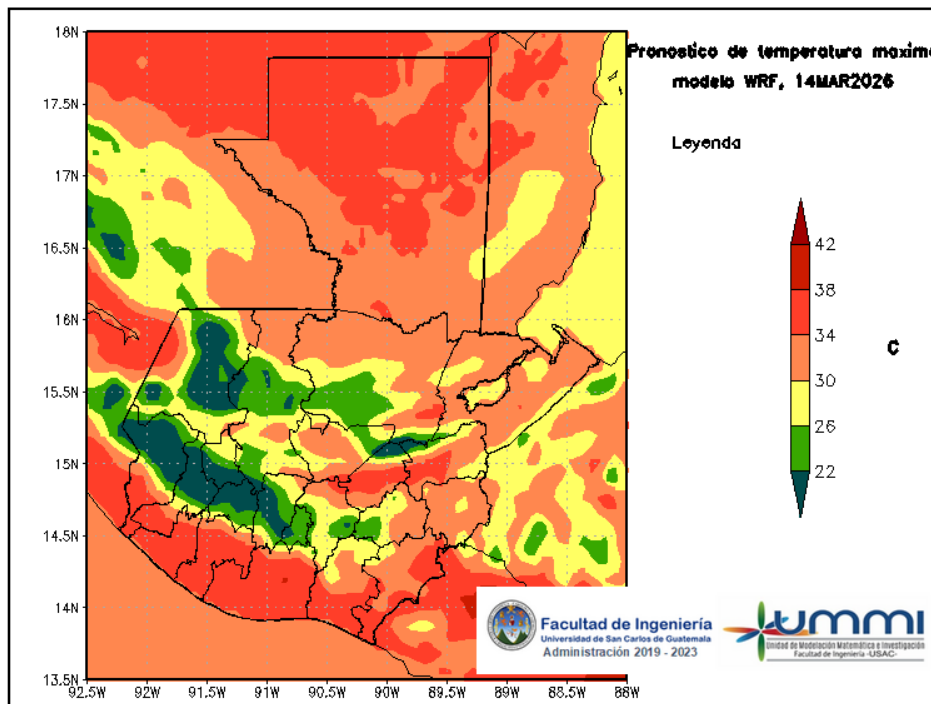 Pronostico de temperatura maxim
modelo WRF, 14MAR2026
Leyenda
42
38
34
30
26
22
C
18N
17.5N
17N
16.5N
16N
15.5N
15N
14.5N
14N
13.5N
92.5W 92W 91.5W 91W 90.5W 90W 89.5W 89W 88.5W 88W
Facultad de Ingeniería
Universidad de San Carlos de Guatemala
Administración 2019 - 2023
ummi
Unidad de Modelación Matemática e Investigación
Facultad de Ingeniería -USAC-